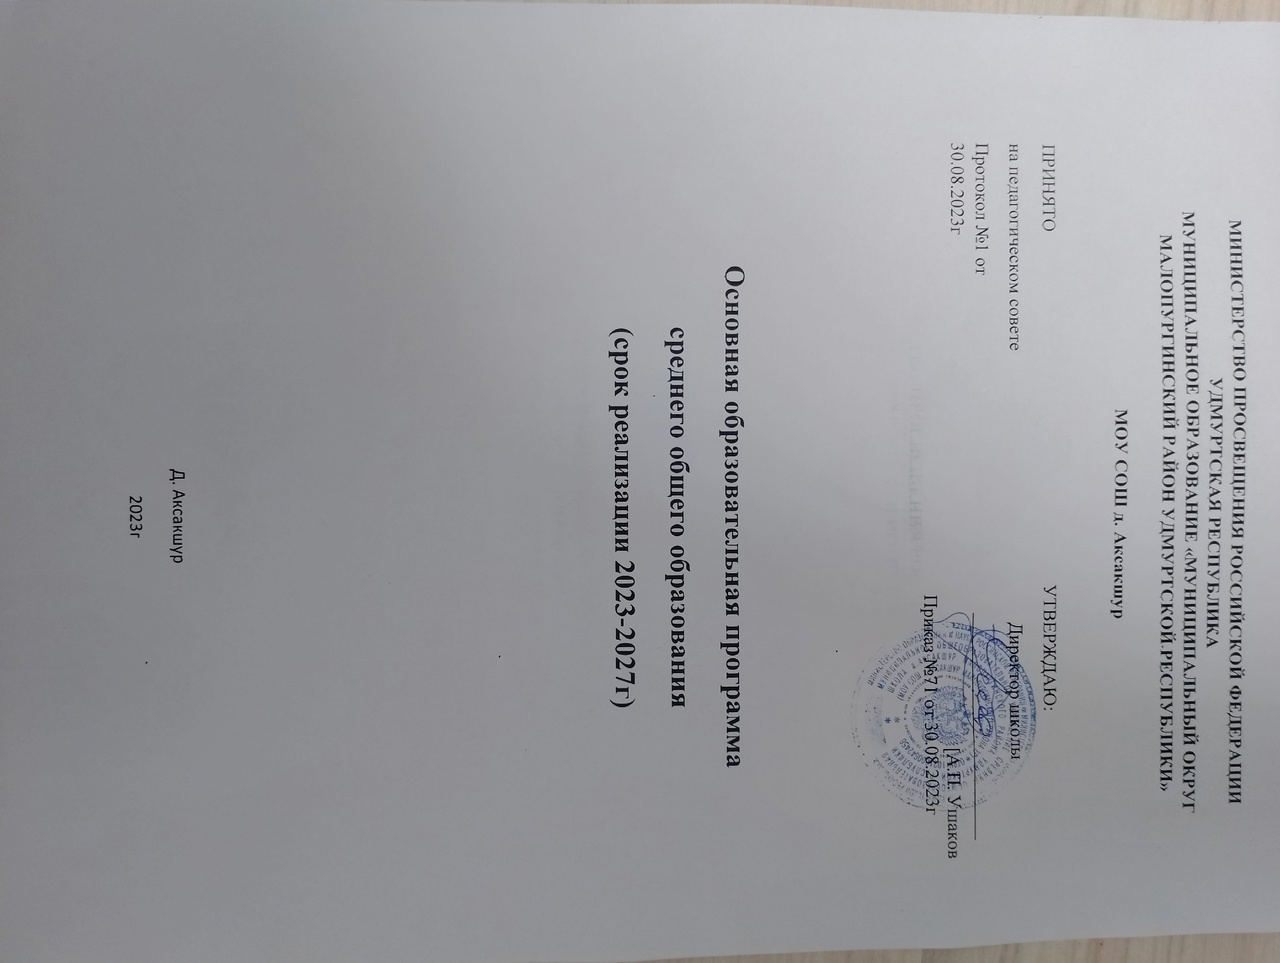 МИНИСТЕРСТВО ПРОСВЕЩЕНИЯ РОССИЙСКОЙ ФЕДЕРАЦИИ
УДМУРТСКАЯ РЕСПУБЛИКА
МУНИЦИПАЛЬНОЕ ОБРАЗОВАНИЕ «МУНИЦИПАЛЬНЫЙ ОКРУГ
МАЛОПУРГИНСКИЙ РАЙОН УДМУРТСКОЙ РЕСПУБЛИКИ»
МОУ СОШ д. Аксакшур
ПРИНЯТО
на педагогическом совете
Протокол №1 от
30.08.2023г
УТВЕРЖДАЮ:
Директор школы
[А.П. Ушаков
Приказ №71 от 30.08.2023г
Основная образовательная программа
среднего общего образования
(срок реализации 2023-2027г)
Д. Аксакшур
2023г